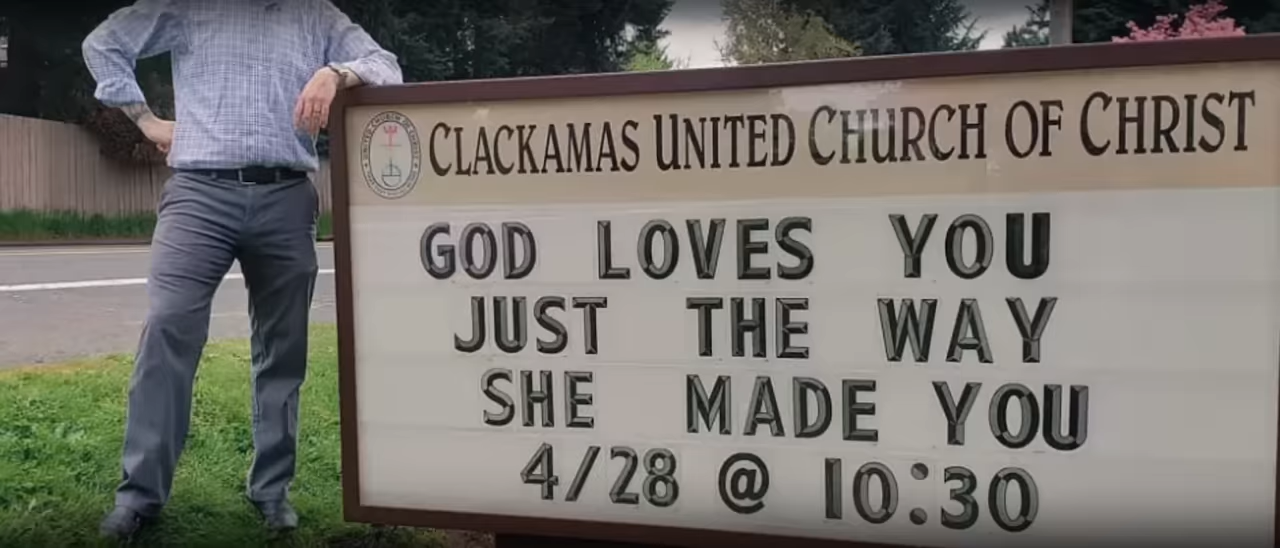 CLACKAMAS UNITED CHURCH OF CHRIST
GOD LOVES YOU
JUST THE WAY
SHE MADE YOU
4/28 @ 10:30